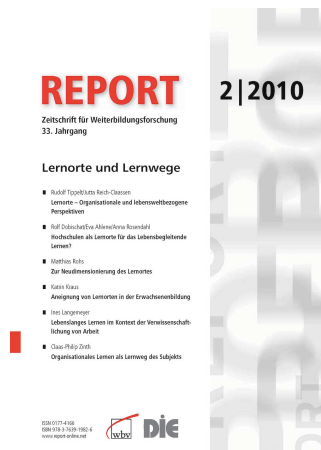 REPORT
2|2010
Zeitschrift für Weiterbildungsforschung
33. Jahrgang
Lernorte und Lernwege
Rudolf Tippelt/Jutta Reich-Claassen
Lernorte – Organisationale und lebensweltbezogene
Perspektiven
Rolf Dobischat/Eva Ahlene/Anna Rosendahl
Hochschulen als Lernorte für das Lebensbegleitende
Lernen?
Matthias Rohs
Zur Neudimensionierung des Lernortes
Katrin Kraus
Aneignung von Lernorten in der Erwachsenenbildung
Ines Langemeyer
Lebenslanges Lernen im Kontext der Verwissenschaft-
lichung von Arbeit
Claus-Philip Zinth
Organisationales Lernen als Lernweg des Subjekts
ISSN 0177-4166
ISBN 978-3-7639-1982-6
www.report-online.net
wbv
DIE
REPORT